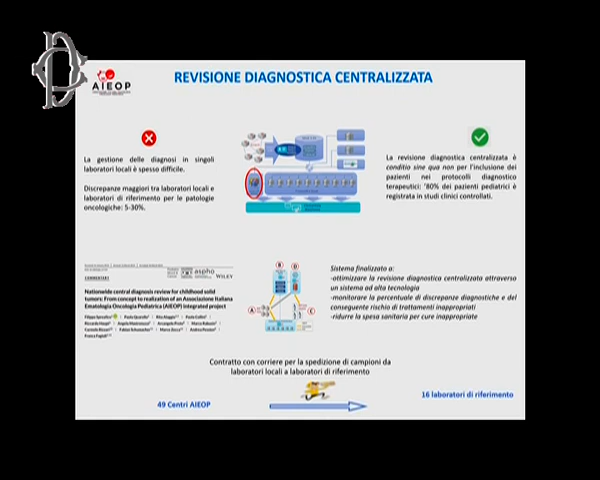 AIEOP
REVISIONE DIAGNOSTICA CENTRALIZZATA
La gestione delle diagnosi in singoli
laboratori locali è spesso difficile.
Discrepanze maggiori tra laboratori locali e
laboratori di riferimento per le patologie
oncologiche: 5-30%.
La revisione diagnostica centralizzata è
conditio sine qua non per l'inclusione dei
pazienti nei protocolli diagnostico
terapeutici: '80% dei pazienti pediatrici è
registrata in studi clinici controllati.
aspho
WILEY
Nationwide central diagnosis review for childhood solid
tumors: From concept to realization of an Associazione Italiana
Ematologia Oncologia Pediatrica (AIEOP) integrated project
B
D
A
C
Sistema finalizzato a:
-ottimizzare la revisione diagnostica centralizzata attraverso
un sistema ad alta tecnologia
-monitorare la percentuale di discrepanze diagnostiche e del
conseguente rischio di trattamenti inappropriati
-ridurre la spesa sanitaria per cure inappropriate
Contratto con corriere per la spedizione di campioni da
laboratori locali a laboratori di riferimento
49 Centri AIEOP
16 laboratori di riferimento